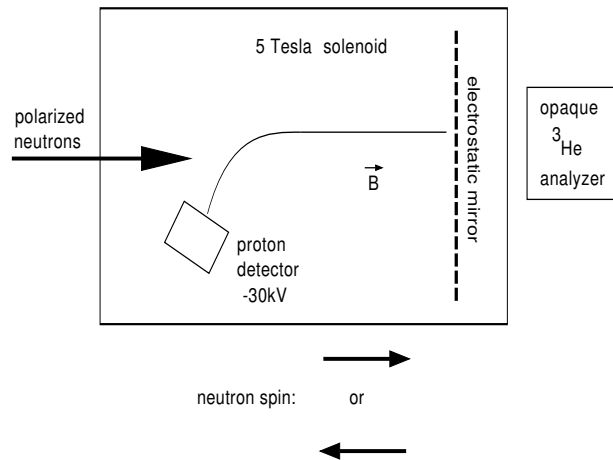 5 Tesla solenoid
polarized
neutrons
electrostatic mirror
opaque
3He
analyzer
B
proton
detector
-30kV
neutron spin: or